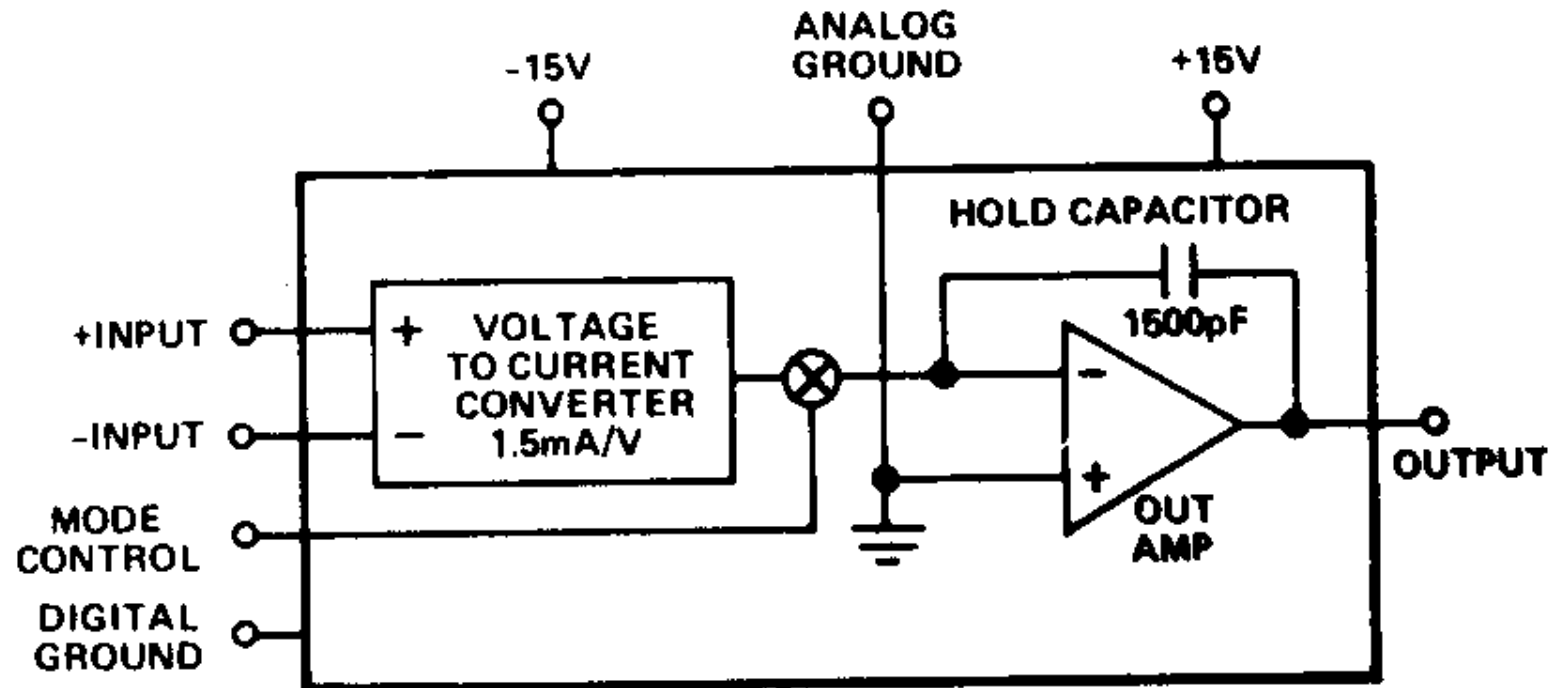 -15V
ANALOG
GROUND
+15V
HOLD CAPACITOR
1500pF
+INPUT
-INPUT
+
-
VOLTAGE
TO CURRENT
CONVERTER
1.5mA/V
-
+
OUT
AMP
OUTPUT
MODE
CONTROL
DIGITAL
GROUND